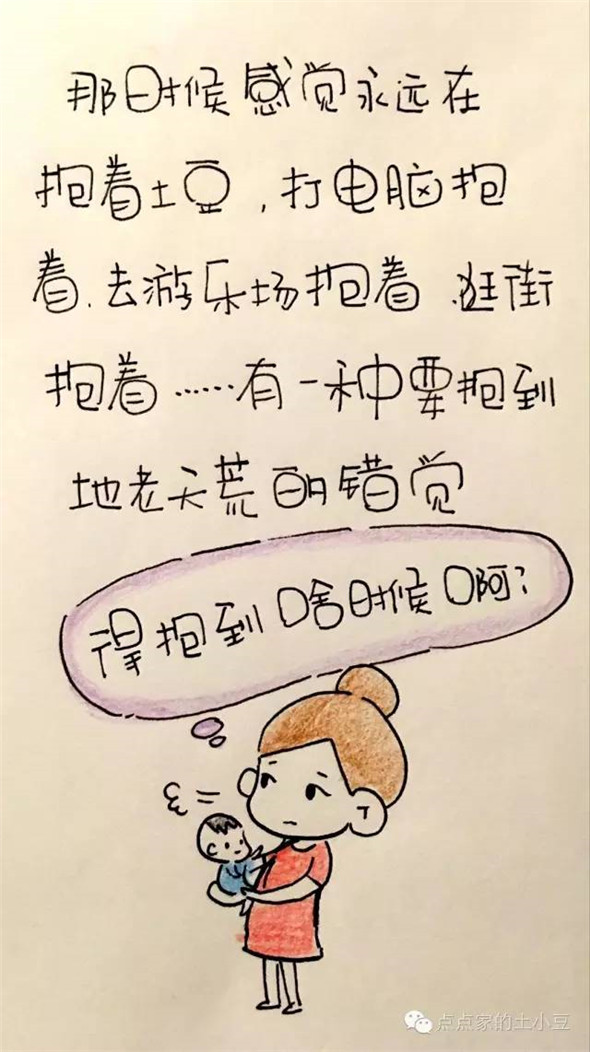 那时候感觉永远在
抱着土豆，打电脑抱
着、去游乐场抱着、逛街
抱着……有一种要抱到
地老天荒的错觉
得抱到啥时候啊？
点点家的土小豆